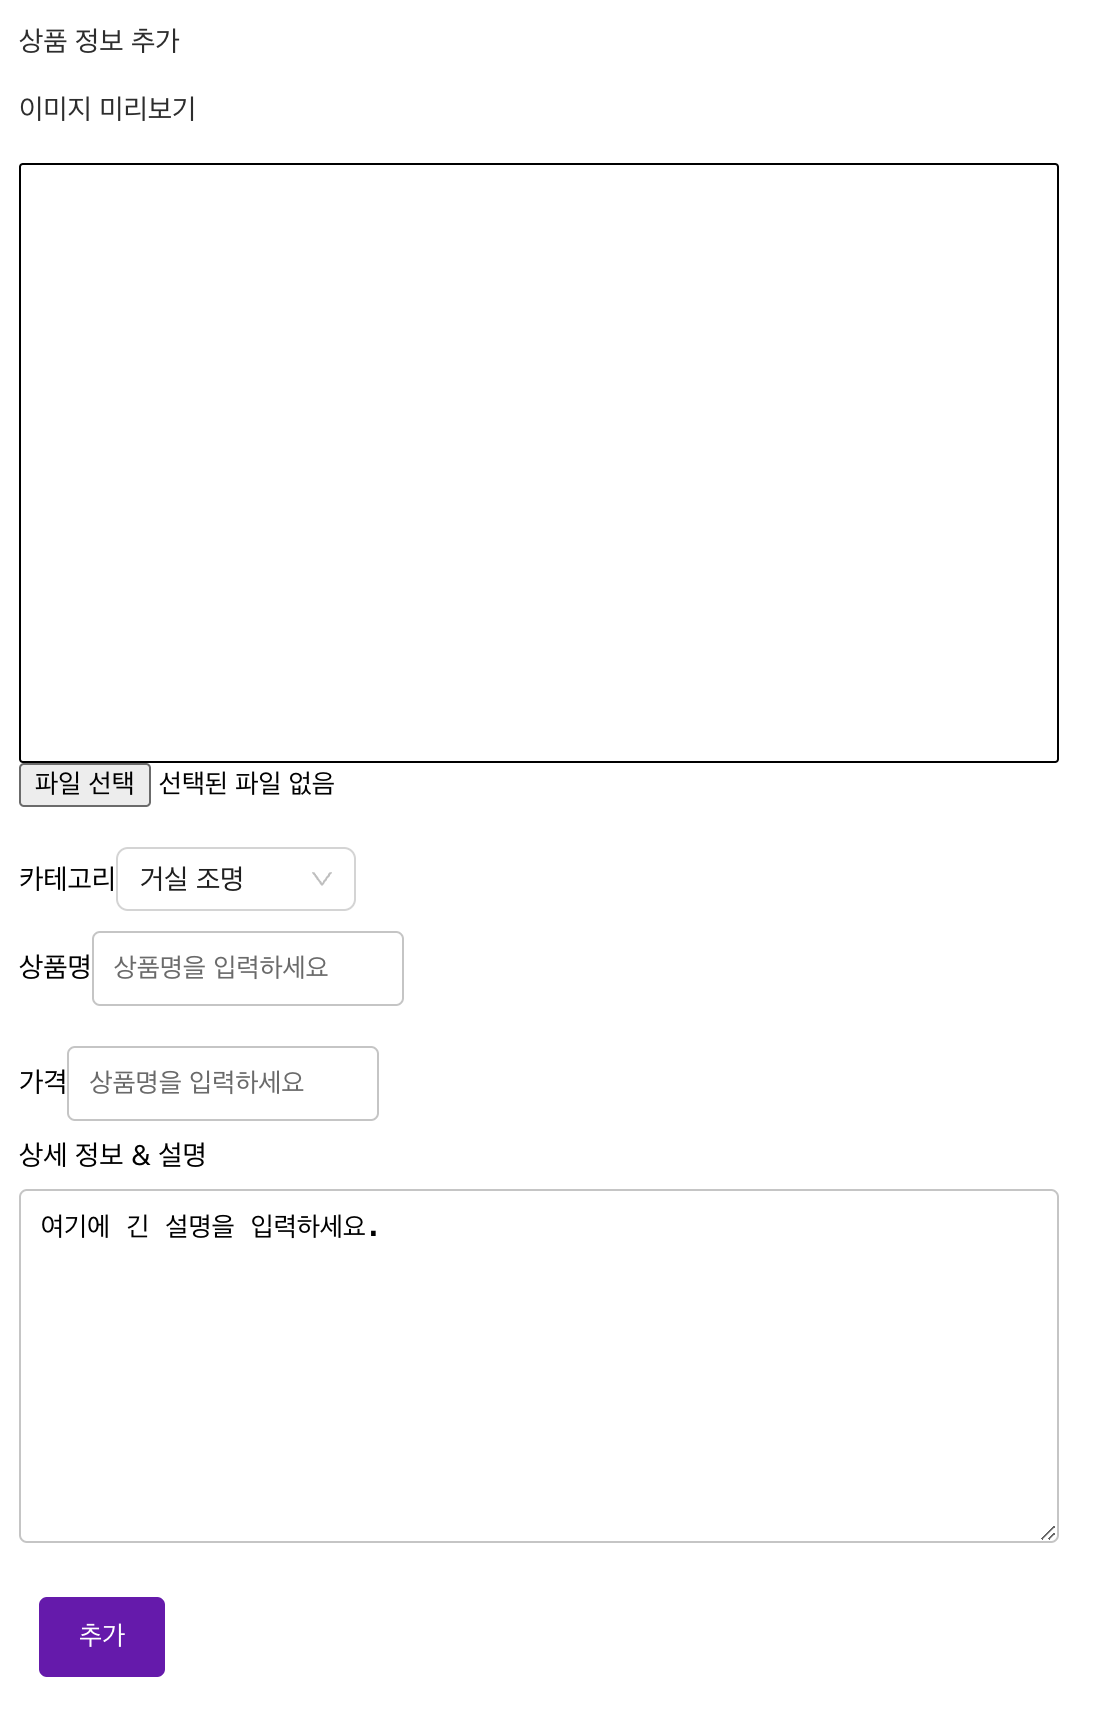 상품 정보 추가
이미지 미리보기
파일 선택 선택된 파일 없음
카테고리 거실 조명
상품명 상품명을 입력하세요
가격 상품명을 입력하세요
상세 정보 & 설명
여기에 긴 설명을 입력하세요.
추가